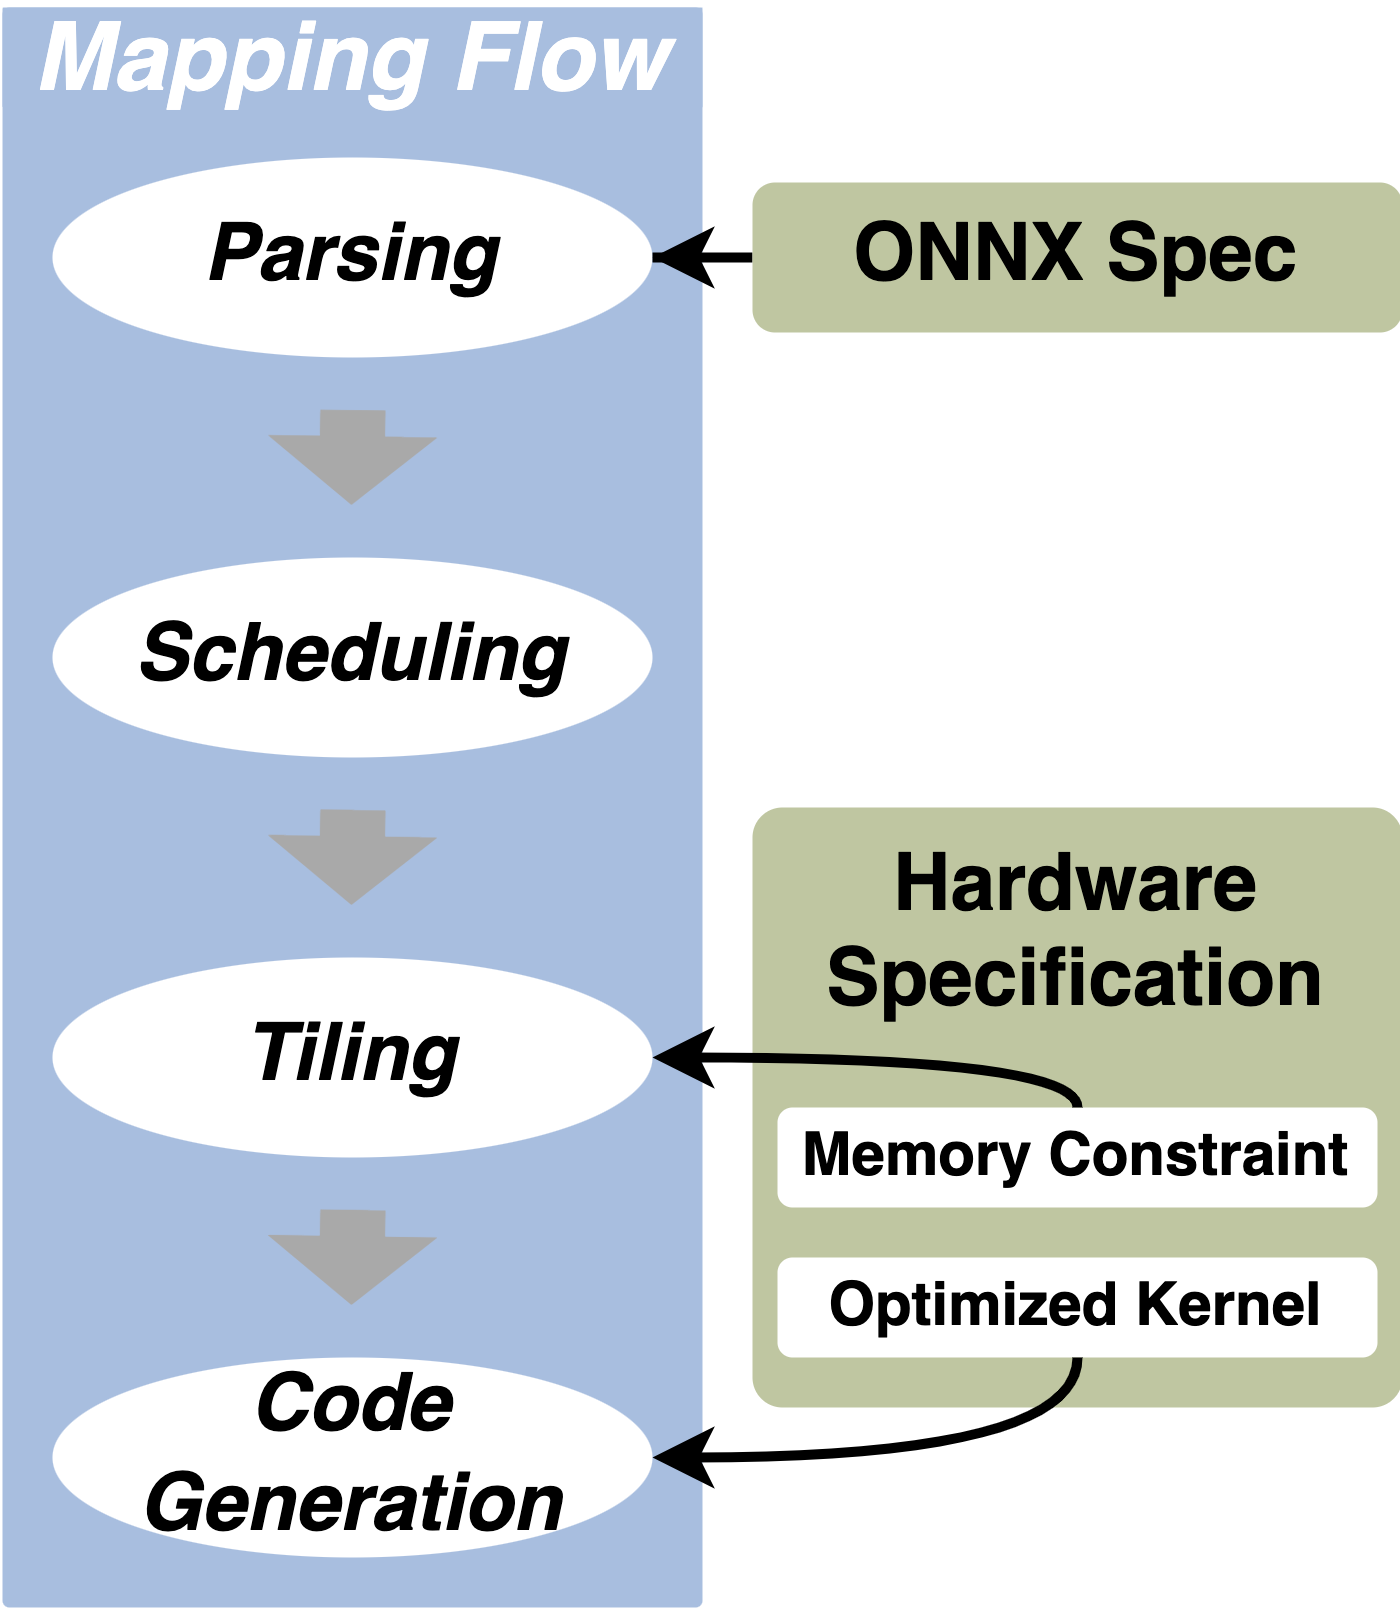 Mapping Flow
Parsing
ONNX Spec
Scheduling
Hardware
Specification
Tiling
Memory Constraint
Optimized Kernel
Code
Generation